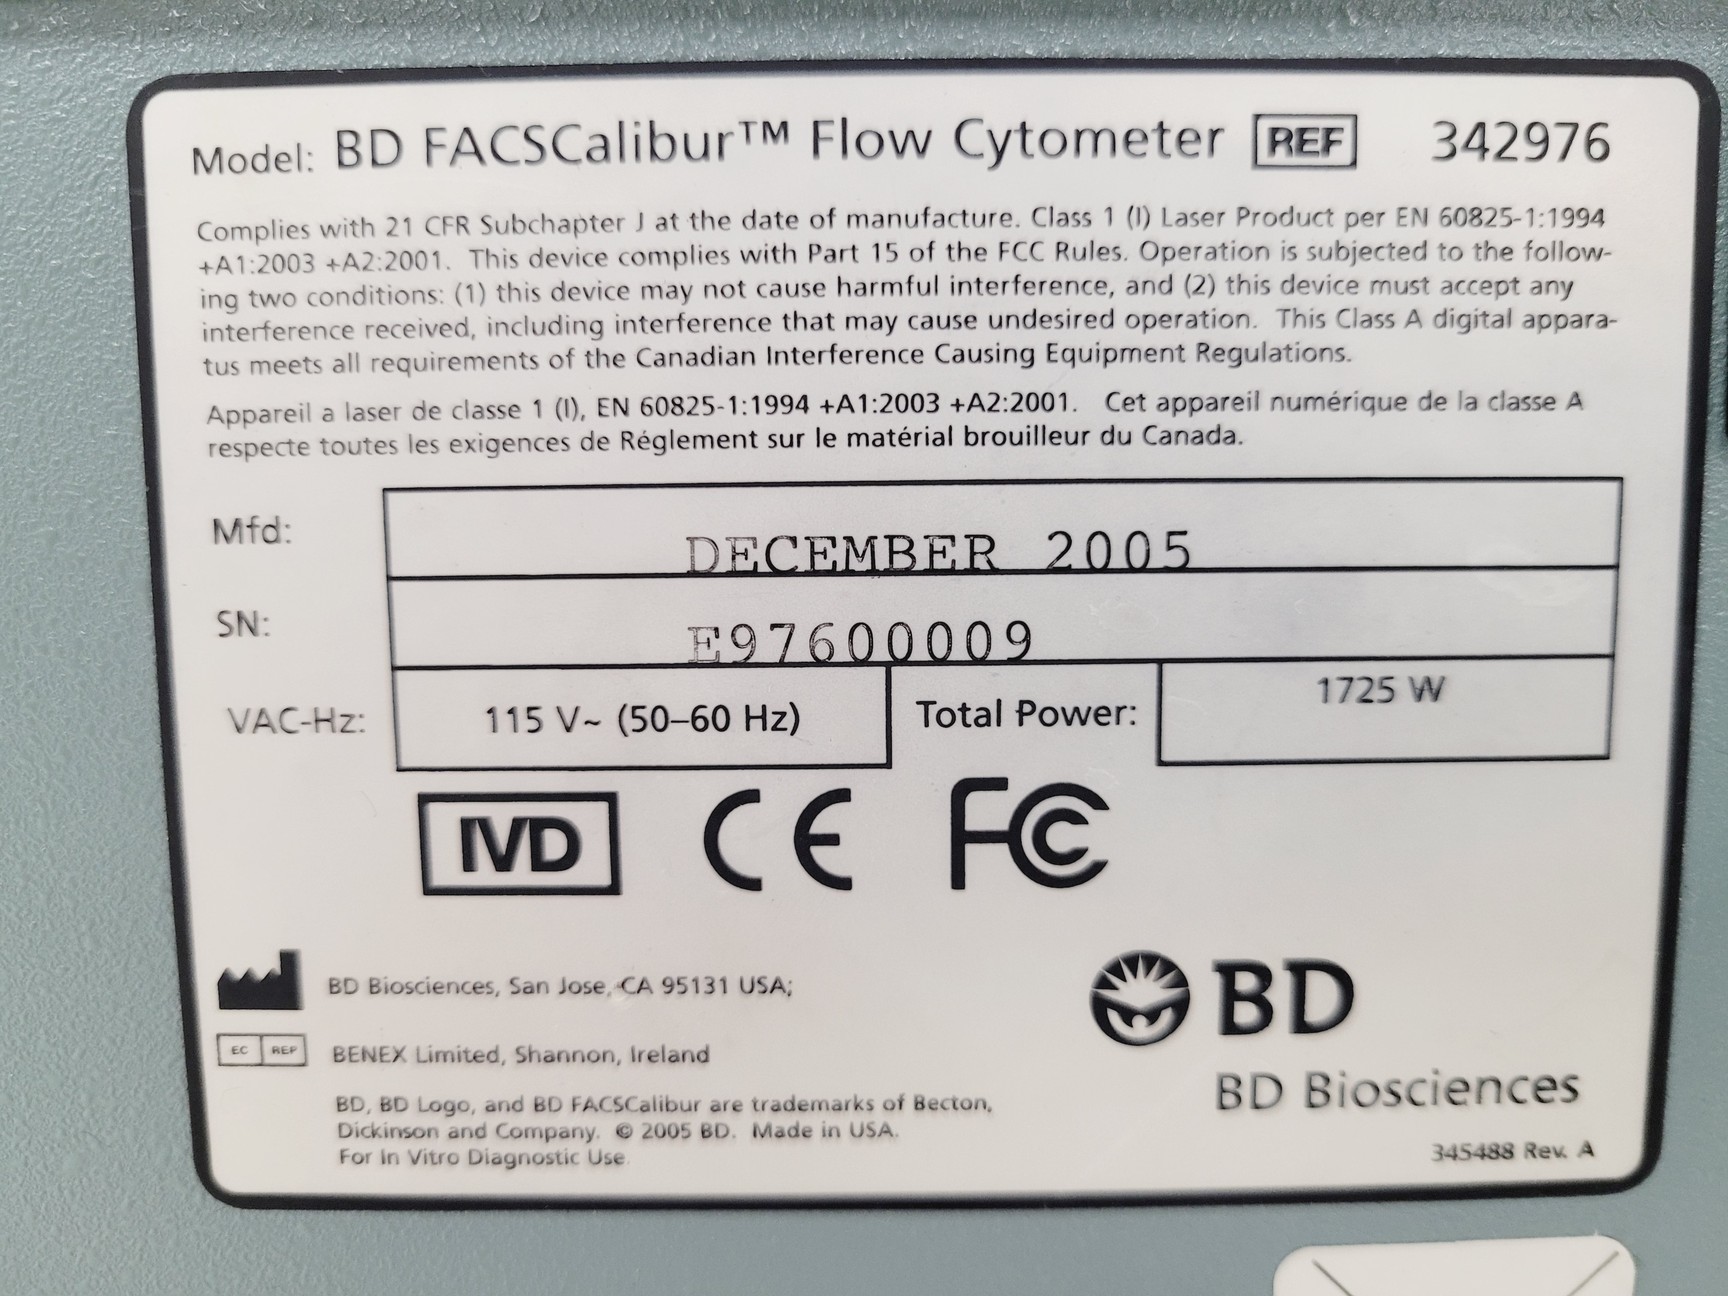 Model: BD FACSCalibur™ Flow Cytometer REF 342976
Complies with 21 CFR Subchapter J at the date of manufacture. Class 1 (I) Laser Product per EN 60825-1:1994
+A1:2003 +A2:2001. This device complies with Part 15 of the FCC Rules. Operation is subjected to the follow-
ing two conditions: (1) this device may not cause harmful interference, and (2) this device must accept any
interference received, including interference that may cause undesired operation. This Class A digital appara-
tus meets all requirements of the Canadian Interference Causing Equipment Regulations.
Appareil a laser de classe 1 (I), EN 60825-1:1994 +A1:2003 +A2:2001. Cet appareil numérique de la classe A
respecte toutes les exigences de Réglement sur le matérial brouilleur du Canada.
Mfd: DECEMBER 2005
SN: E97600009
VAC-Hz: 115 V~ (50–60 Hz) Total Power: 1725 W
IVD CE FC
BD Biosciences, San Jose, CA 95131 USA;
EC REP BENEX Limited, Shannon, Ireland
BD, BD Logo, and BD FACSCalibur are trademarks of Becton,
Dickinson and Company. © 2005 BD. Made in USA.
For In Vitro Diagnostic Use.
BD
BD Biosciences
345488 Rev. A